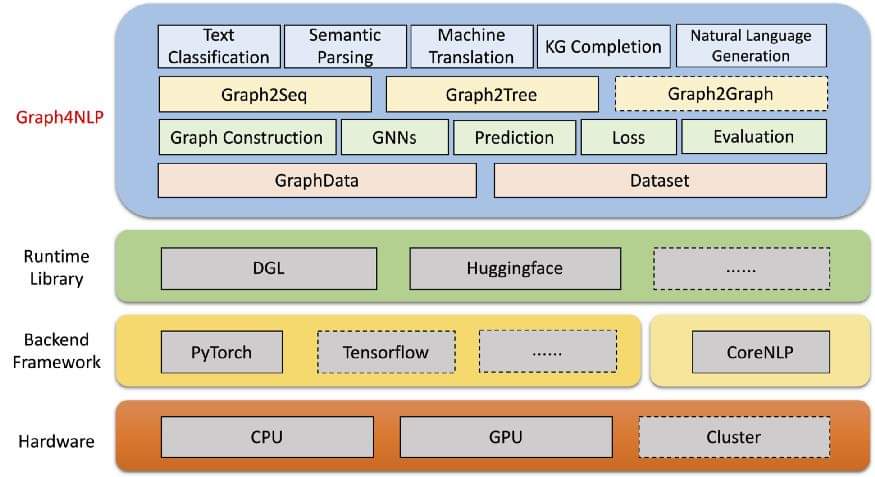 Text
Classification
Semantic
Parsing
Machine
Translation
KG Completion
Natural Language
Generation
Graph4NLP
Graph2Seq
Graph2Tree
Graph2Graph
Graph Construction
GNNs
Prediction
Loss
Evaluation
GraphData
Dataset
Runtime
Library
DGL
Huggingface
......
Backend
Framework
PyTorch
Tensorflow
......
CoreNLP
Hardware
CPU
GPU
Cluster